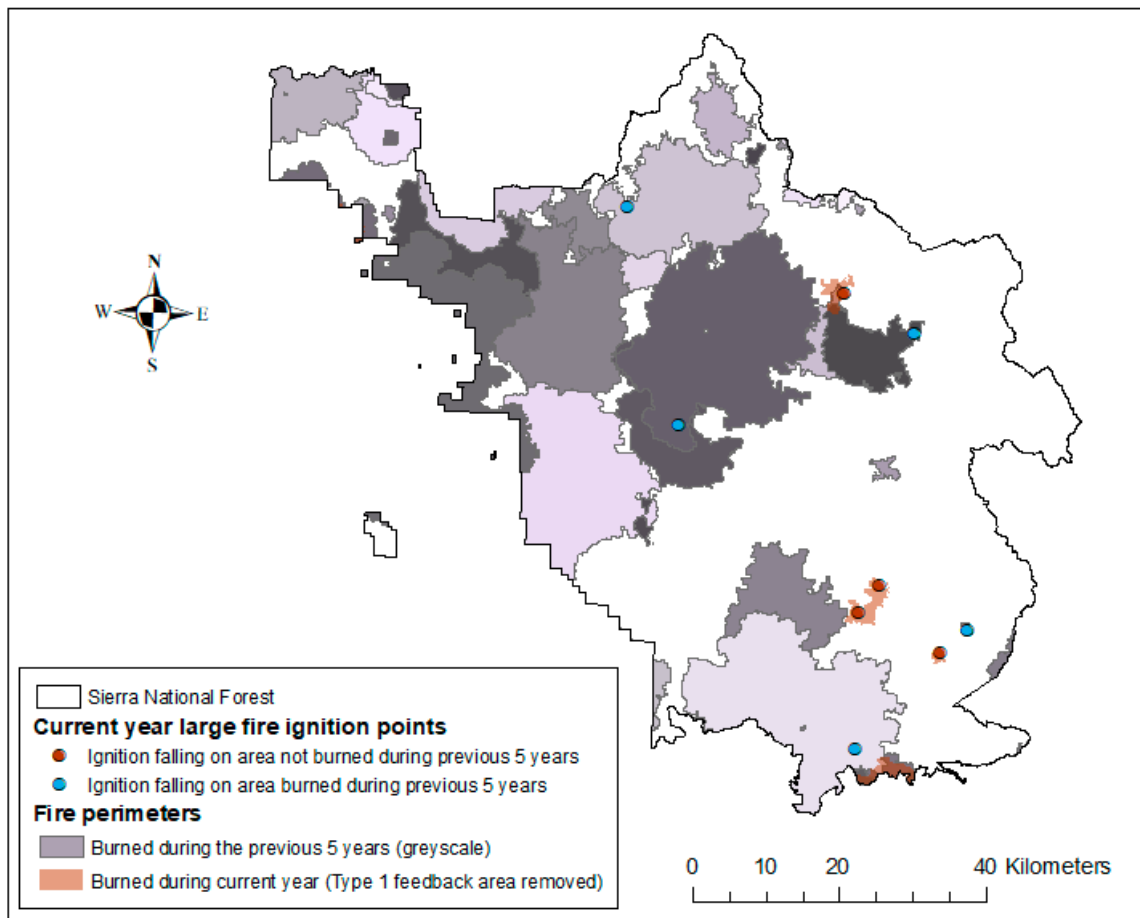 N
W E
S
Sierra National Forest
Current year large fire ignition points
Ignition falling on area not burned during previous 5 years
Ignition falling on area burned during previous 5 years
Fire perimeters
Burned during the previous 5 years (greyscale)
Burned during current year (Type 1 feedback area removed)
0 10 20 40 Kilometers